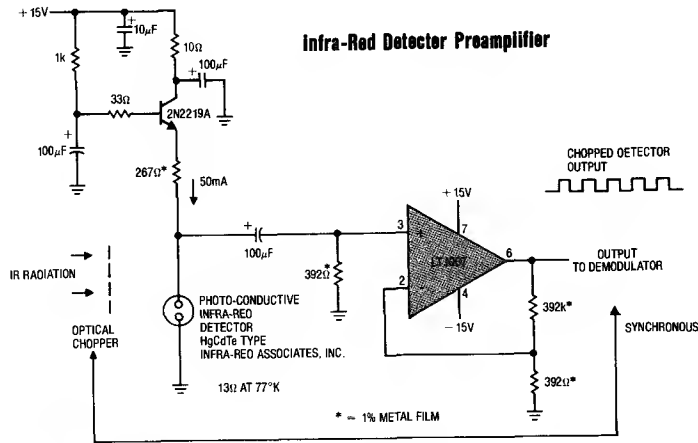 Infra-Red Detector Preamplifier
+15V
10µF
+
10Ω
1k
100µF
+
33Ω
2N2219A
+
100µF
267Ω*
50mA
CHOPPED DETECTOR
OUTPUT
+15V
+
100µF
3
+
7
6
OUTPUT
TO DEMODULATOR
IR RADIATION
392Ω*
2
-
4
−15V
392k*
PHOTO-CONDUCTIVE
INFRA-REO
DETECTOR
HgCdTe TYPE
INFRA-REO ASSOCIATES, INC.
OPTICAL
CHOPPER
SYNCHRONOUS
13Ω AT 77°K
392Ω*
* = 1% METAL FILM